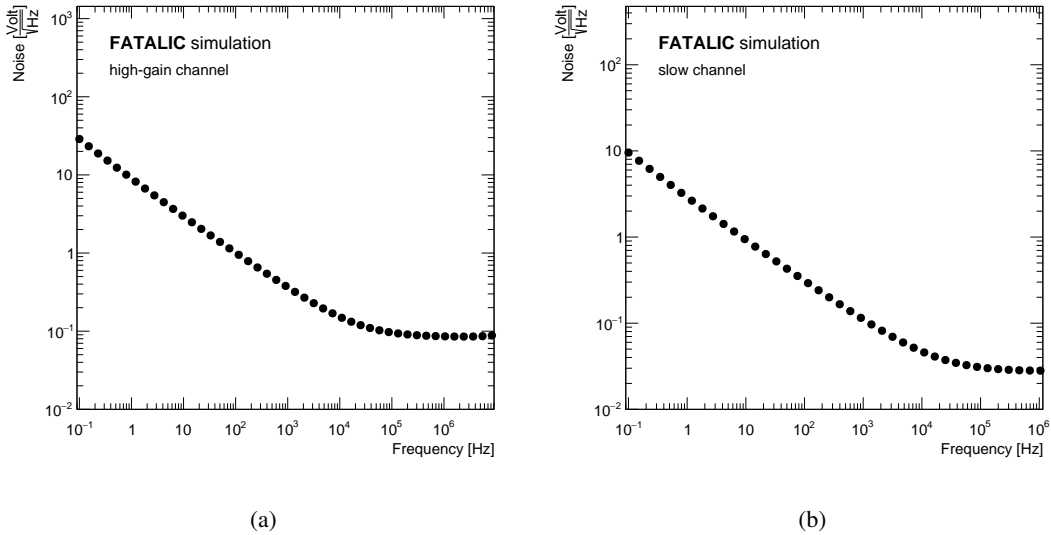 Noise [Volt/√Hz]
10³
10²
10
1
10⁻¹
10⁻²
FATALIC simulation
high-gain channel
10⁻¹ 1 10 10² 10³ 10⁴ 10⁵ 10⁶
Frequency [Hz]
(a)
Noise [Volt/√Hz]
10²
10
1
10⁻¹
10⁻²
FATALIC simulation
slow channel
10⁻¹ 1 10 10² 10³ 10⁴ 10⁵ 10⁶
Frequency [Hz]
(b)